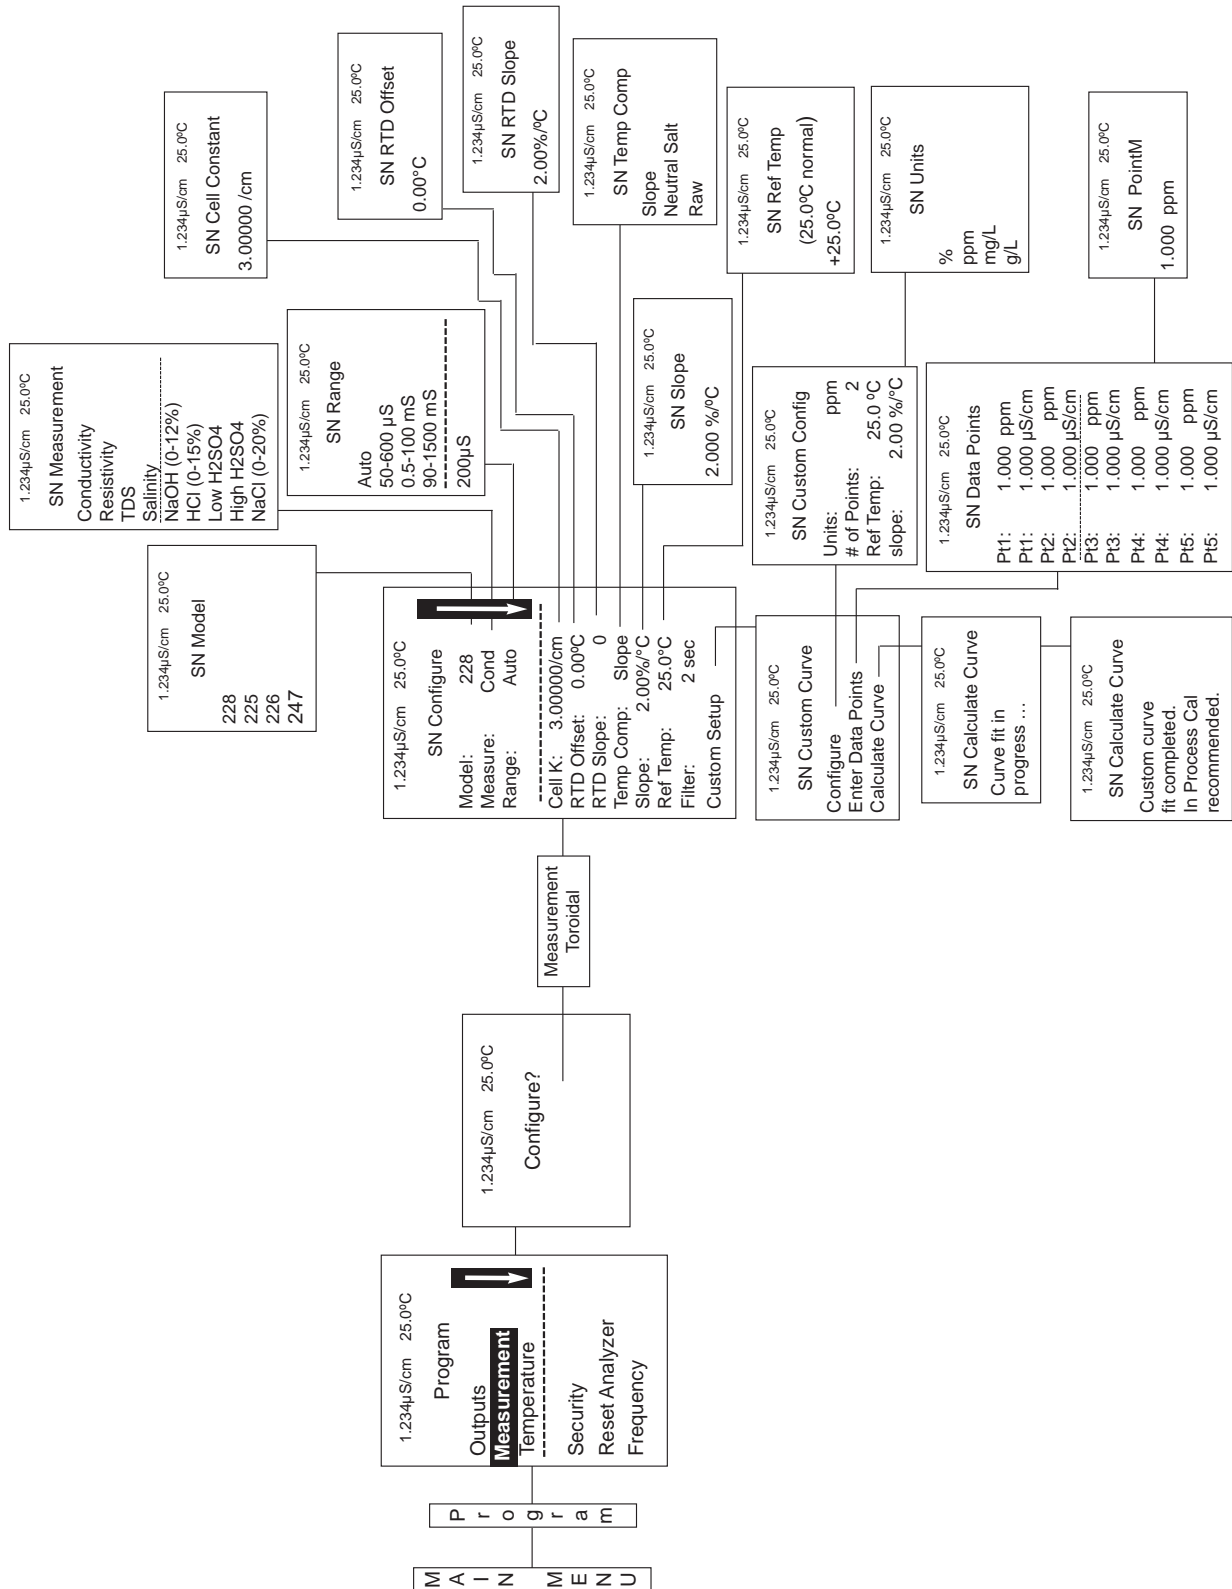 MAIN MENU
Program
1.234µS/cm 25.0ºC
Program
Outputs
Measurement
Temperature
Security
Reset Analyzer
Frequency
1.234µS/cm 25.0ºC
Configure?
Measurement
Toroidal
1.234µS/cm 25.0ºC
SN Configure
Model: 228
Measure: Cond
Range: Auto
Cell K: 3.00000/cm
RTD Offset: 0.00ºC
RTD Slope: 0
Temp Comp: Slope
Slope: 2.00%/°C
Ref Temp: 25.0°C
Filter: 2 sec
Custom Setup
1.234µS/cm 25.0ºC
SN Model
228
225
226
247
1.234µS/cm 25.0ºC
SN Measurement
Conductivity
Resistivity
TDS
Salinity
NaOH (0-12%)
HCl (0-15%)
Low H2SO4
High H2SO4
NaCl (0-20%)
1.234µS/cm 25.0ºC
SN Range
Auto
50-600 µS
0.5-100 mS
90-1500 mS
200µS
1.234µS/cm 25.0ºC
SN Cell Constant
3.00000 /cm
1.234µS/cm 25.0ºC
SN RTD Offset
0.00°C
1.234µS/cm 25.0ºC
SN RTD Slope
2.00%/ºC
1.234µS/cm 25.0ºC
SN Temp Comp
Slope
Neutral Salt
Raw
1.234µS/cm 25.0ºC
SN Slope
2.000 %/ºC
1.234µS/cm 25.0ºC
SN Ref Temp
(25.0ºC normal)
+25.0ºC
1.234µS/cm 25.0ºC
SN Custom Curve
Configure
Enter Data Points
Calculate Curve
1.234µS/cm 25.0ºC
SN Custom Config
Units: ppm
# of Points: 2
Ref Temp: 25.0 ºC
slope: 2.00 %/°C
1.234µS/cm 25.0ºC
SN Units
%
ppm
mg/L
g/L
1.234µS/cm 25.0ºC
SN Data Points
Pt1: 1.000 ppm
Pt1: 1.000 µS/cm
Pt2: 1.000 ppm
Pt2: 1.000 µS/cm
Pt3: 1.000 ppm
Pt3: 1.000 µS/cm
Pt4: 1.000 ppm
Pt4: 1.000 µS/cm
Pt5: 1.000 ppm
Pt5: 1.000 µS/cm
1.234µS/cm 25.0ºC
SN PointM
1.000 ppm
1.234µS/cm 25.0ºC
SN Calculate Curve
Curve fit in
progress ...
1.234µS/cm 25.0ºC
SN Calculate Curve
Custom curve
fit completed.
In Process Cal
recommended.